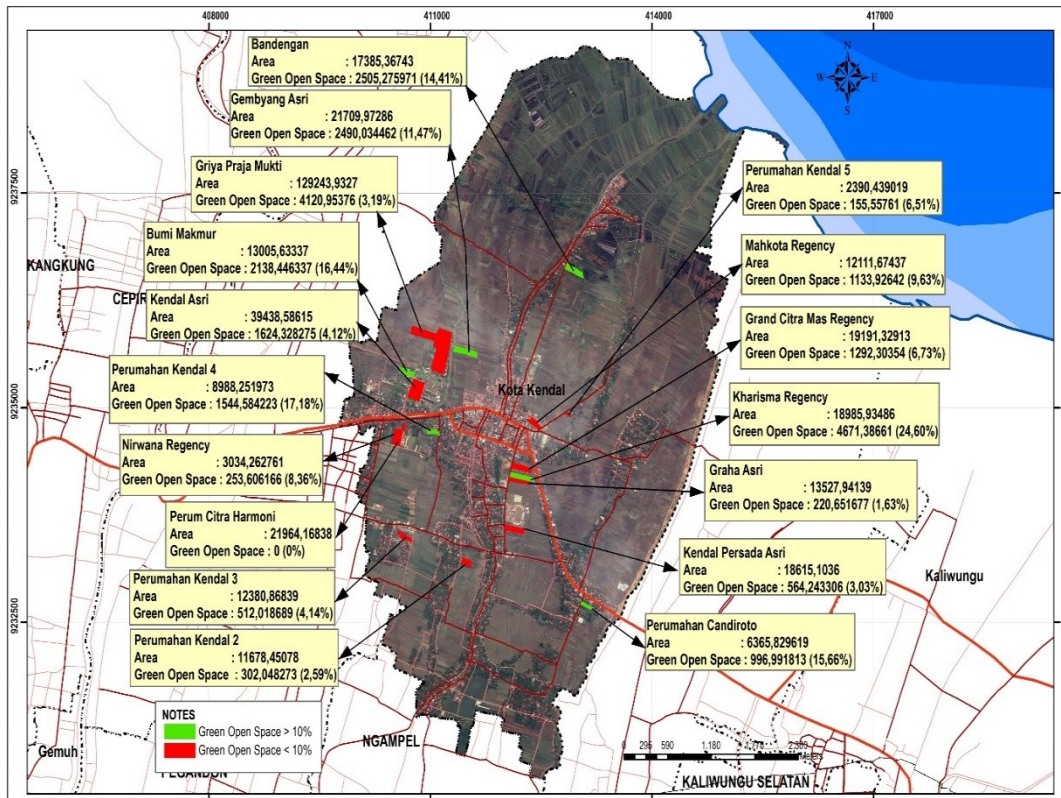 408000 411000 414000 417000
9237500
9235000
9232500
Bandengan
Area : 17385,36743
Green Open Space : 2505,275971 (14,41%)
Gembyang Asri
Area : 21709,97286
Green Open Space : 2490,034462 (11,47%)
Griya Praja Mukti
Area : 129243,9327
Green Open Space : 4120,95376 (3,19%)
Bumi Makmur
Area : 13005,63337
Green Open Space : 2138,446337 (16,44%)
Kendal Asri
Area : 39438,58615
Green Open Space : 1624,328275 (4,12%)
Perumahan Kendal 4
Area : 8988,251973
Green Open Space : 1544,584223 (17,18%)
Nirwana Regency
Area : 3034,262761
Green Open Space : 253,606166 (8,36%)
Perum Citra Harmoni
Area : 21964,16838
Green Open Space : 0 (0%)
Perumahan Kendal 3
Area : 12380,86839
Green Open Space : 512,018689 (4,14%)
Perumahan Kendal 2
Area : 11678,45078
Green Open Space : 302,048273 (2,59%)
Perumahan Kendal 5
Area : 2390,439019
Green Open Space : 155,55761 (6,51%)
Mahkota Regency
Area : 12111,67437
Green Open Space : 1133,92642 (9,63%)
Grand Citra Mas Regency
Area : 19191,32913
Green Open Space : 1292,30354 (6,73%)
Kharisma Regency
Area : 18985,93486
Green Open Space : 4671,38661 (24,60%)
Graha Asri
Area : 13527,94139
Green Open Space : 220,651677 (1,63%)
Kendal Persada Asri
Area : 18615,1036
Green Open Space : 564,243306 (3,03%)
Perumahan Candiroto
Area : 6365,829619
Green Open Space : 996,991813 (15,66%)
N
W E
S
KANGKUNG
CEPIR
Kota Kendal
Kaliwungu
NOTES
Green Open Space > 10%
Green Open Space < 10%
Gemuh
NGAMPEL
KALIWUNGU SELATAN
0 295 590 1.180
Meters